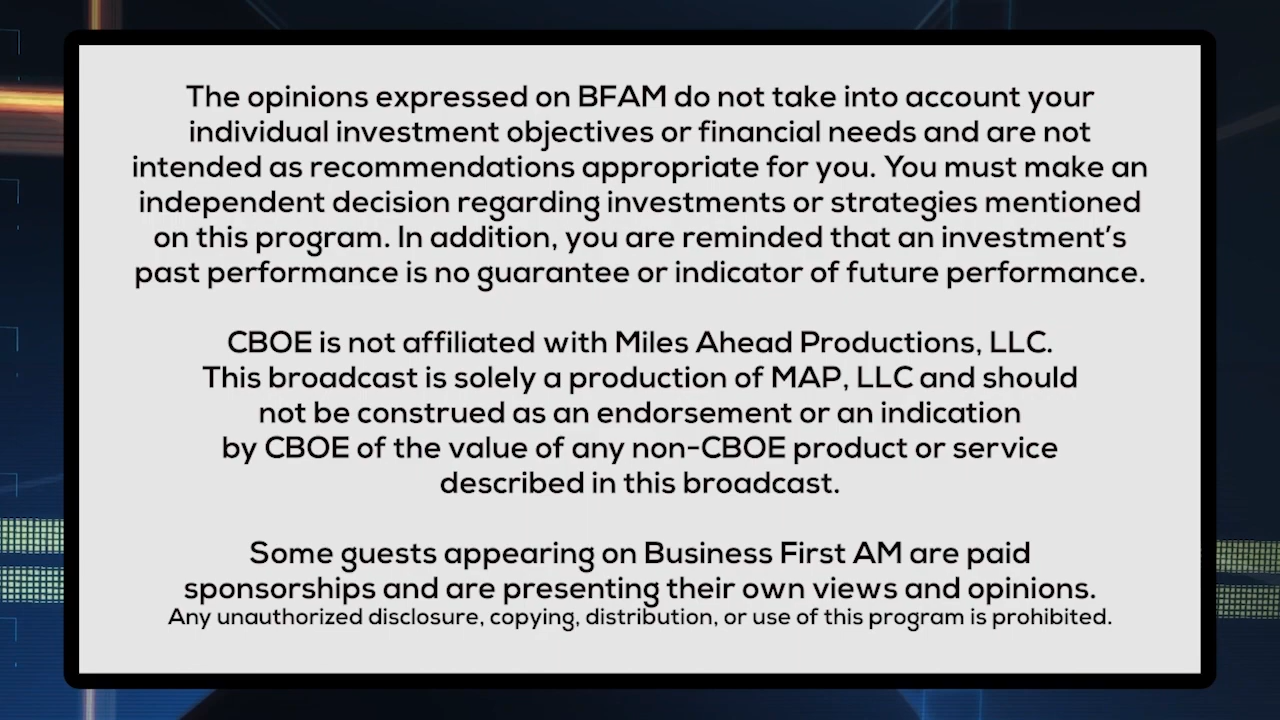 The opinions expressed on BFAM do not take into account your
individual investment objectives or financial needs and are not
intended as recommendations appropriate for you. You must make an
independent decision regarding investments or strategies mentioned
on this program. In addition, you are reminded that an investment's
past performance is no guarantee or indicator of future performance.
CBOE is not affiliated with Miles Ahead Productions, LLC.
This broadcast is solely a production of MAP, LLC and should
not be construed as an endorsement or an indication
by CBOE of the value of any non-CBOE product or service
described in this broadcast.
Some guests appearing on Business First AM are paid
sponsorships and are presenting their own views and opinions.
Any unauthorized disclosure, copying, distribution, or use of this program is prohibited.